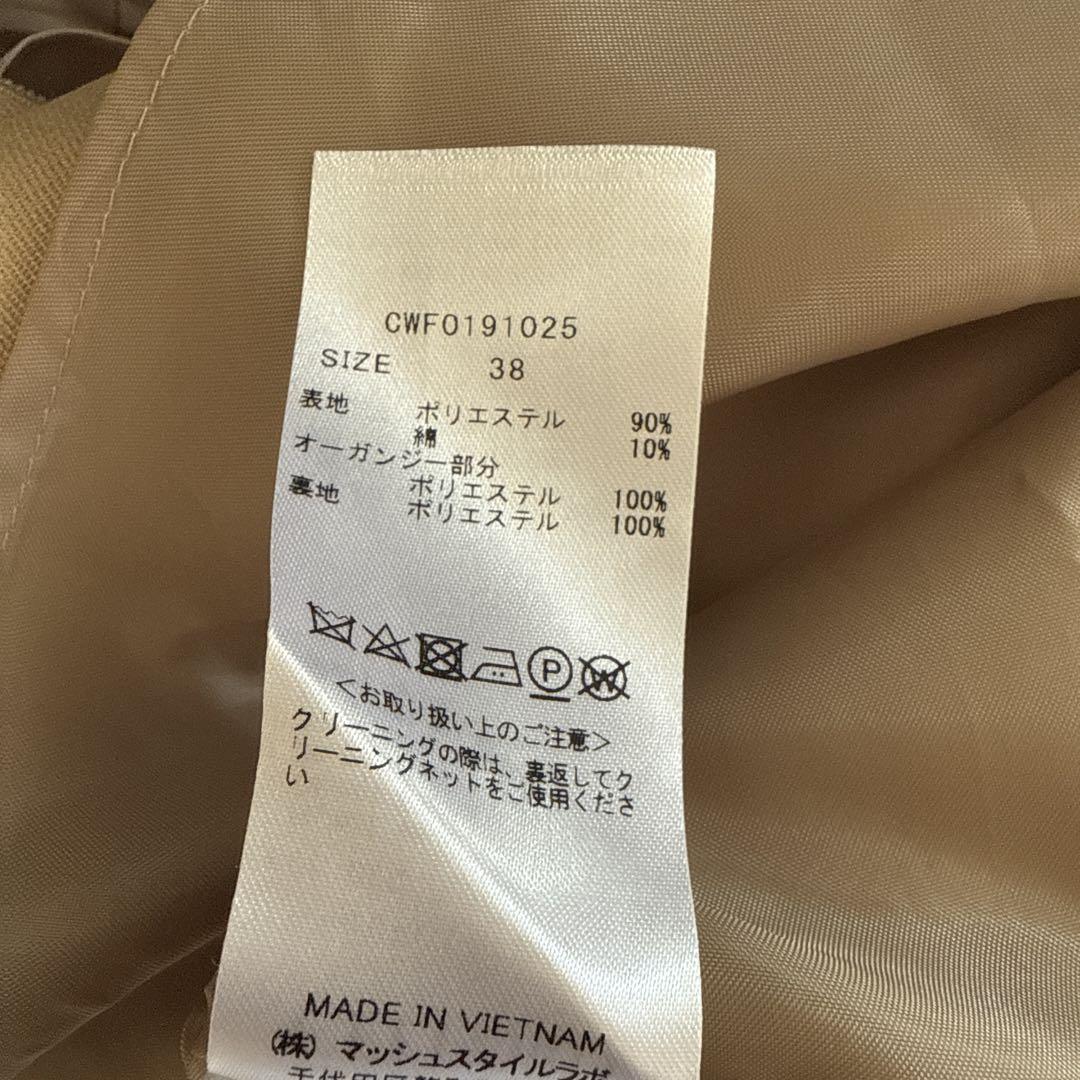 CWF0191025
SIZE 38
表地 ポリエステル 90%
綿 10%
オーガンジー部分
ポリエステル 100%
裏地 ポリエステル 100%
P W
<お取り扱い上のご注意>
クリーニングの際は、裏返してク
リーニングネットをご使用くださ
い
MADE IN VIETNAM
(株) マッシュスタイルラボ
千代田区